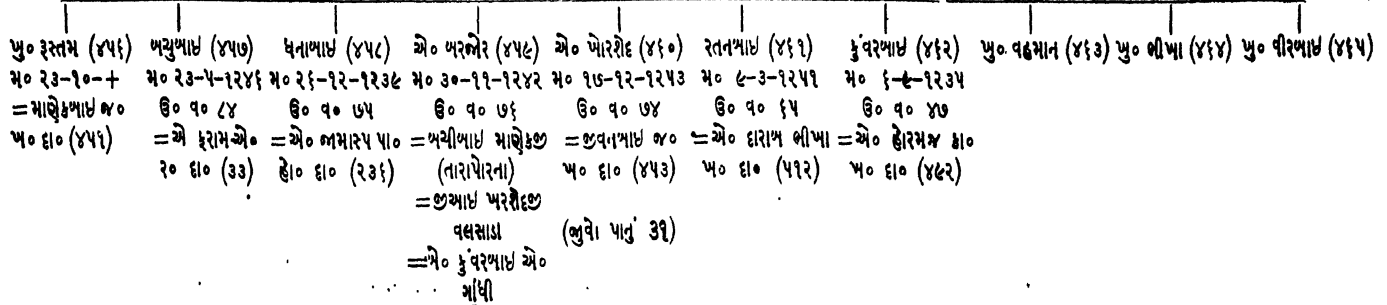 ખુ૦ રૂસ્તમ (૪૫૬) બચુબાઇ (૪૫૭) ધનાબાઇ (૪૫૮) એ૦ બરજોર (૪૫૯) એ૦ ખોરશેદ (૪૬૦) રતનબાઇ (૪૬૧) કુંવરબાઇ (૪૬૨) ખુ૦ વહમાન (૪૬૩) ખુ૦ ભીખા (૪૬૪) ખુ૦ વીરબાઇ (૪૬૫)
મ૦ ૨૩-૧૦-+ મ૦ ૨૩-૫-૧૨૪૬ મ૦ ૨૬-૧૨-૧૨૩૯ મ૦ ૩૦-૧૧-૧૨૪૨ મ૦ ૧૭-૧૨-૧૨૫૩ મ૦ ૯-૩-૧૨૫૧ મ૦ ૬-૯-૧૨૩૫
=માણેકબાઇ જ૦ ઉ૦ વ૦ ૮૪ ઉ૦ વ૦ ૭૫ ઉ૦ વ૦ ૭૬ ઉ૦ વ૦ ૭૪ ઉ૦ વ૦ ૬૫ ઉ૦ વ૦ ૪૭
ખ૦ દા૦ (૪૫૧) =એ ફરામ એ૦ =એ૦ જામાસ્પ પા૦ =બચીબાઇ માણેકજી =જીવનબાઇ જ૦ =એ૦ દારાબ ભીખા =એ૦ હોરમજ કા૦
ર૦ દા૦ (૩૩) હો૦ દા૦ (૨૩૬) (તારાપોરના) ખ૦ દા૦ (૪૫૩) ખ૦ દા૦ (૫૧૨) ખ૦ દા૦ (૪૯૨)
=જીઆઇ ખરશેદજી
વલસાડા (જુવો પાનું ૩૧)
=એ૦ કુંવરબાઇ એ૦
ગાંધી